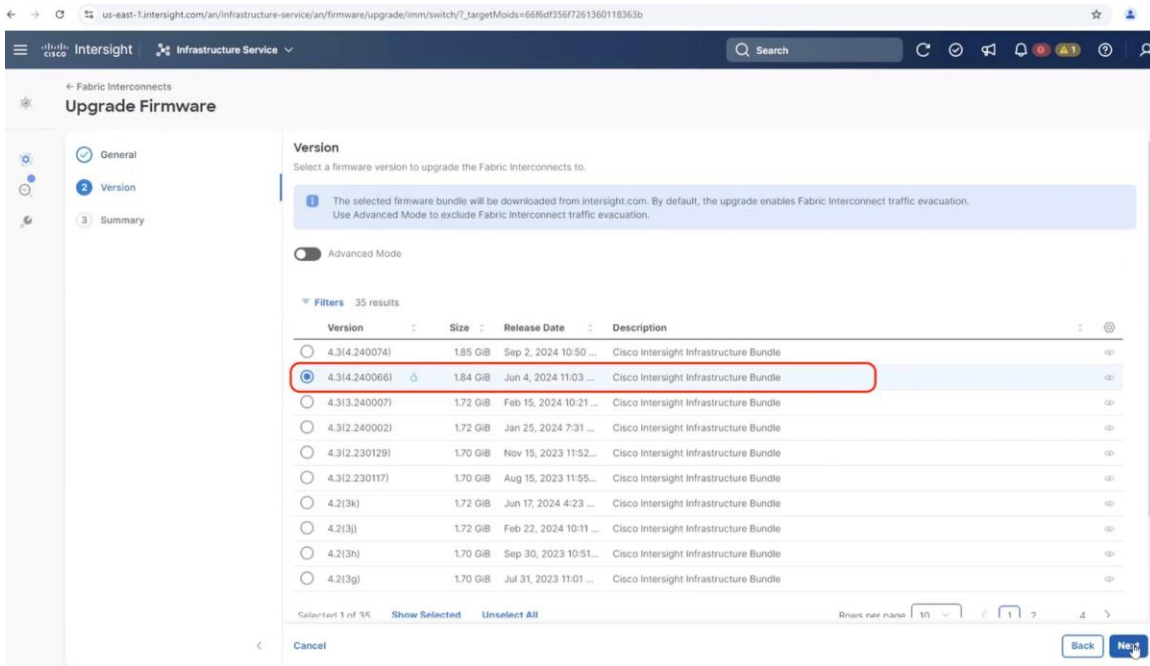 us-east-1.intersight.com/an/infrastructure-service/an/firmware/upgrade/imm/switch/?_targetMoids=66f6df356f7261360118363b
CISCO Intersight Infrastructure Service Search 0 1
← Fabric Interconnects
Upgrade Firmware
General
2 Version
3 Summary
Version
Select a firmware version to upgrade the Fabric Interconnects to.
The selected firmware bundle will be downloaded from intersight.com. By default, the upgrade enables Fabric Interconnect traffic evacuation.
Use Advanced Mode to exclude Fabric Interconnect traffic evacuation.
Advanced Mode
Filters 35 results
Version Size Release Date Description
4.3(4.240074) 1.85 GiB Sep 2, 2024 10:50 ... Cisco Intersight Infrastructure Bundle
4.3(4.240066) 1.84 GiB Jun 4, 2024 11:03 ... Cisco Intersight Infrastructure Bundle
4.3(3.240007) 1.72 GiB Feb 15, 2024 10:21 ... Cisco Intersight Infrastructure Bundle
4.3(2.240002) 1.72 GiB Jan 25, 2024 7:31 ... Cisco Intersight Infrastructure Bundle
4.3(2.230129) 1.70 GiB Nov 15, 2023 11:52... Cisco Intersight Infrastructure Bundle
4.3(2.230117) 1.70 GiB Aug 15, 2023 11:55... Cisco Intersight Infrastructure Bundle
4.2(3k) 1.72 GiB Jun 17, 2024 4:23 ... Cisco Intersight Infrastructure Bundle
4.2(3j) 1.72 GiB Feb 22, 2024 10:11 ... Cisco Intersight Infrastructure Bundle
4.2(3h) 1.70 GiB Sep 30, 2023 10:51... Cisco Intersight Infrastructure Bundle
4.2(3g) 1.70 GiB Jul 31, 2023 11:01 ... Cisco Intersight Infrastructure Bundle
Selected 1 of 35 Show Selected Unselect All Rows per page 10 1 2 4
Cancel Back Next